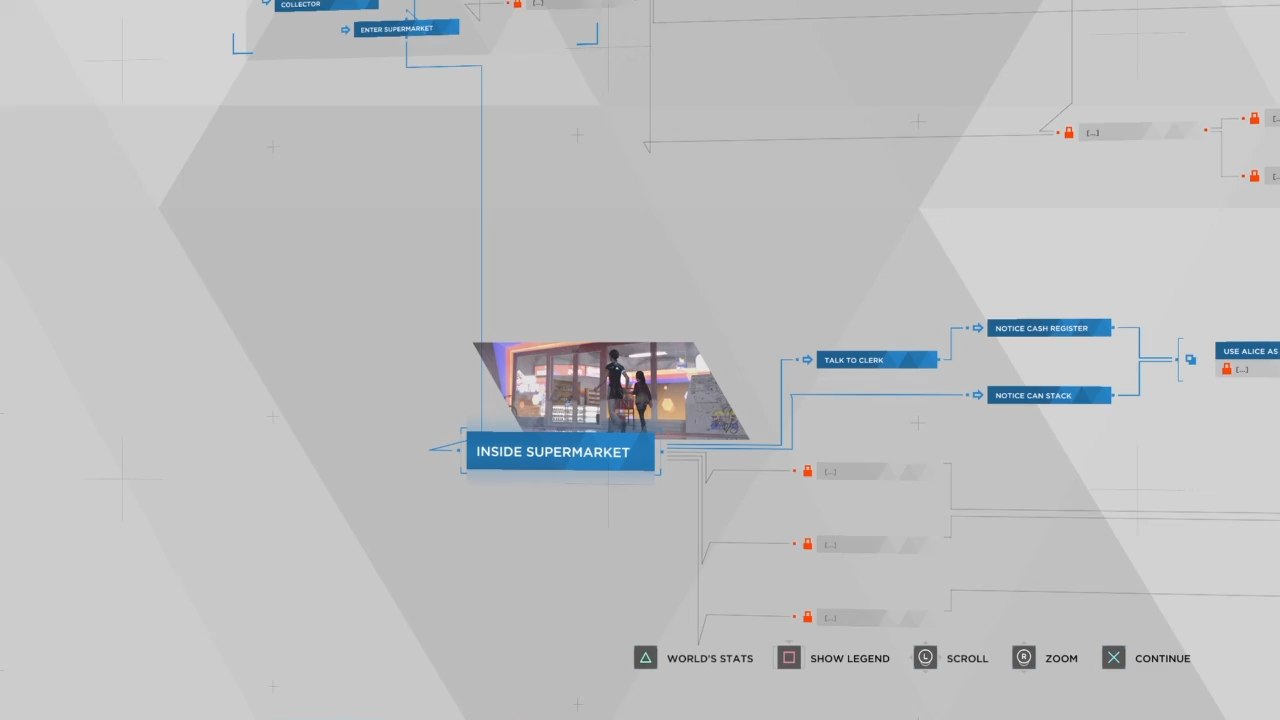 COLLECTOR
[...]
ENTER SUPERMARKET
[...]
NOTICE CASH REGISTER
TALK TO CLERK
USE ALICE AS
[...]
NOTICE CAN STACK
INSIDE SUPERMARKET
[...]
[...]
[...]
WORLD'S STATS
SHOW LEGEND
L
SCROLL
R
ZOOM
CONTINUE